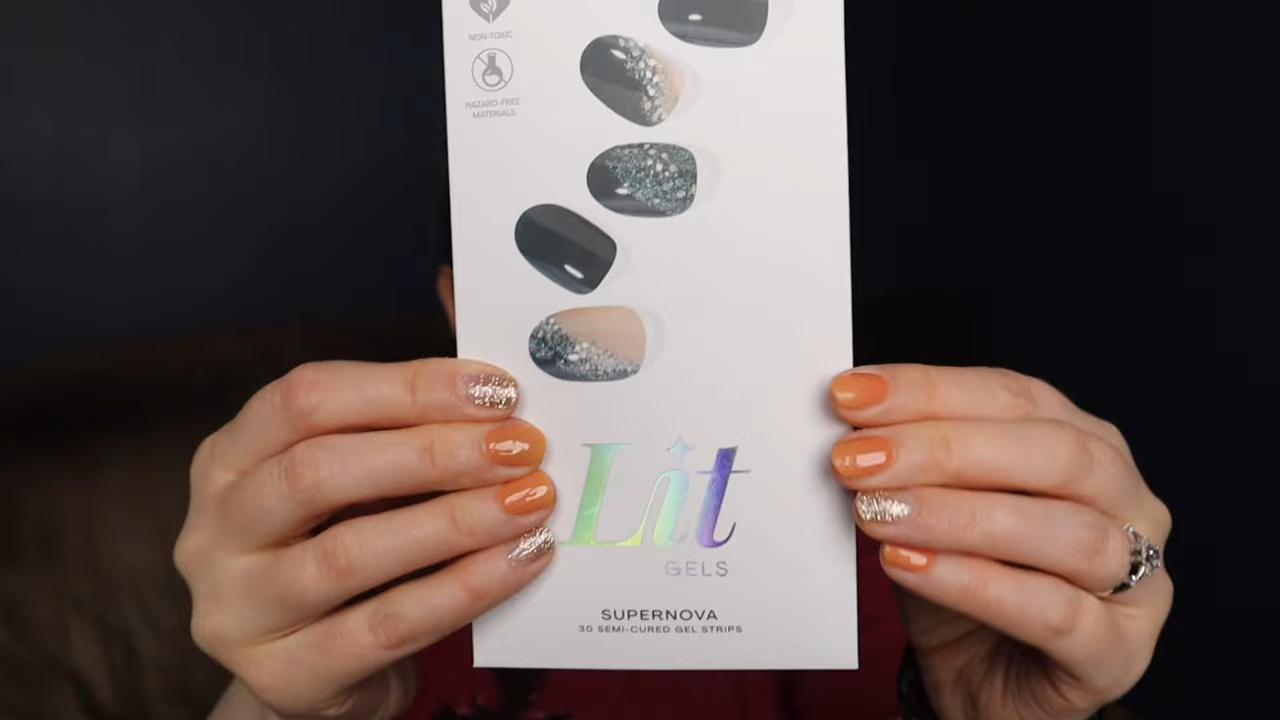 NON-TOXIC
HAZARD-FREE
MATERIALS
Lit
GELS
SUPERNOVA
30 SEMI-CURED GEL STRIPS